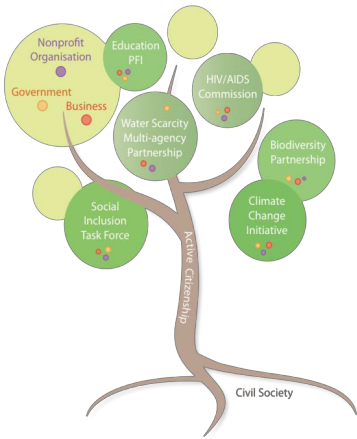 Nonprofit
Organisation
Government
Business
Education
PFI
HIV/AIDS
Commission
Water Scarcity
Multi-agency
Partnership
Biodiversity
Partnership
Social
Inclusion
Task Force
Climate
Change
Initiative
Active Citizenship
Civil Society